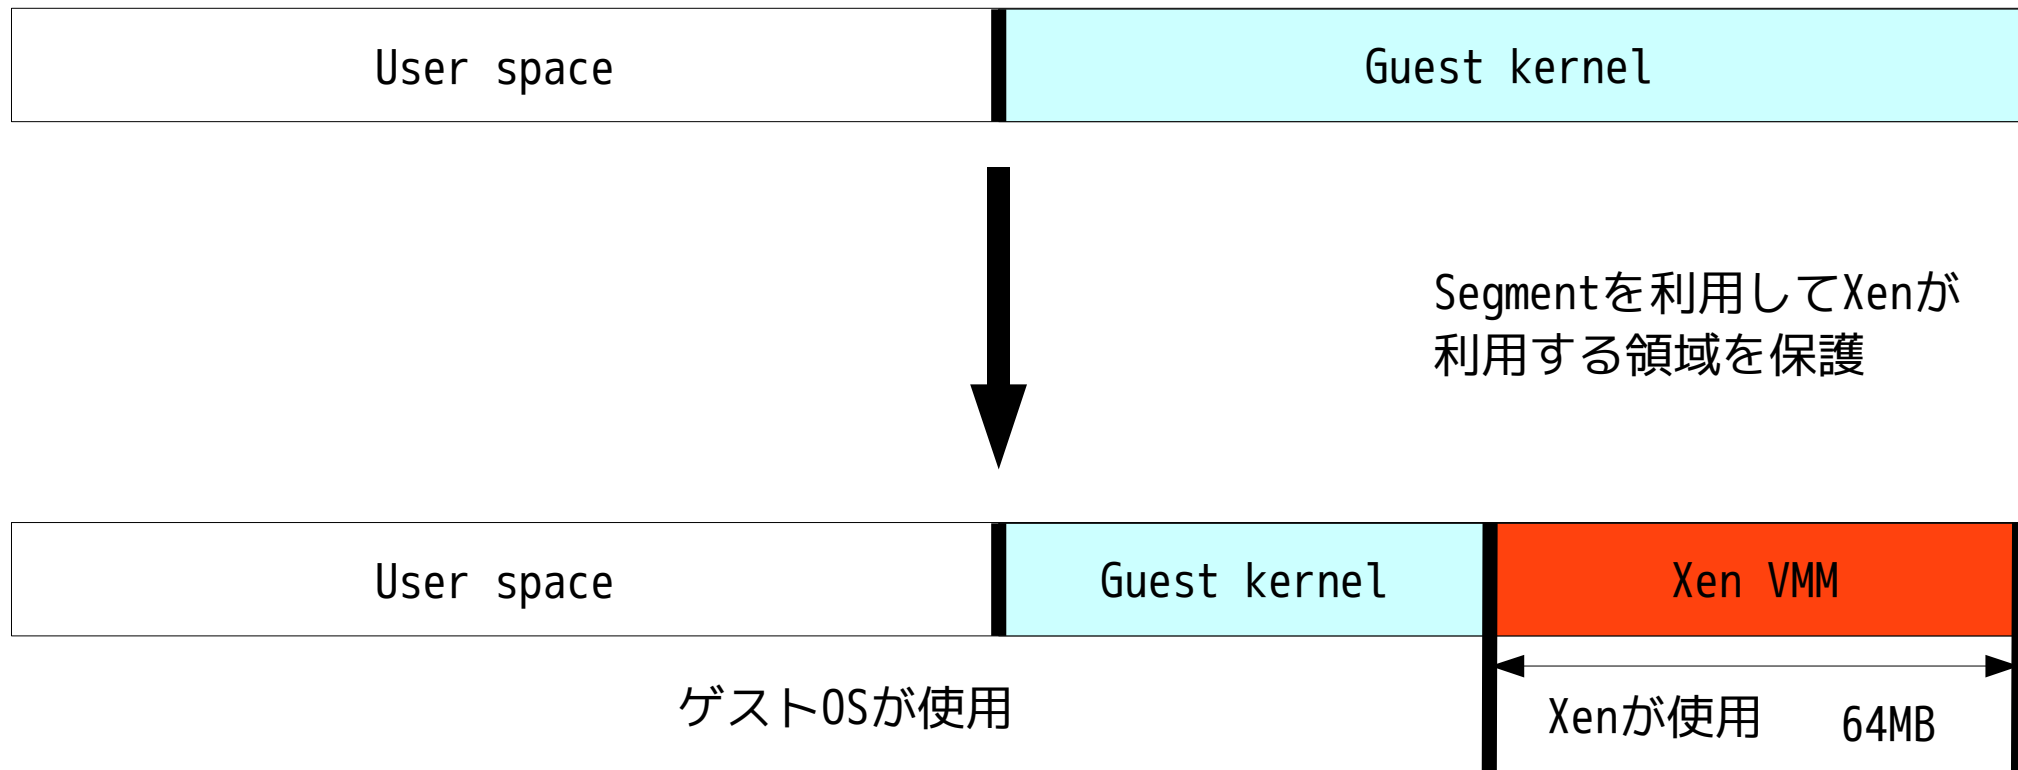 User space
Guest kernel
Segmentを利用してXenが
利用する領域を保護
User space
Guest kernel
Xen VMM
ゲストOSが使用
Xenが使用
64MB